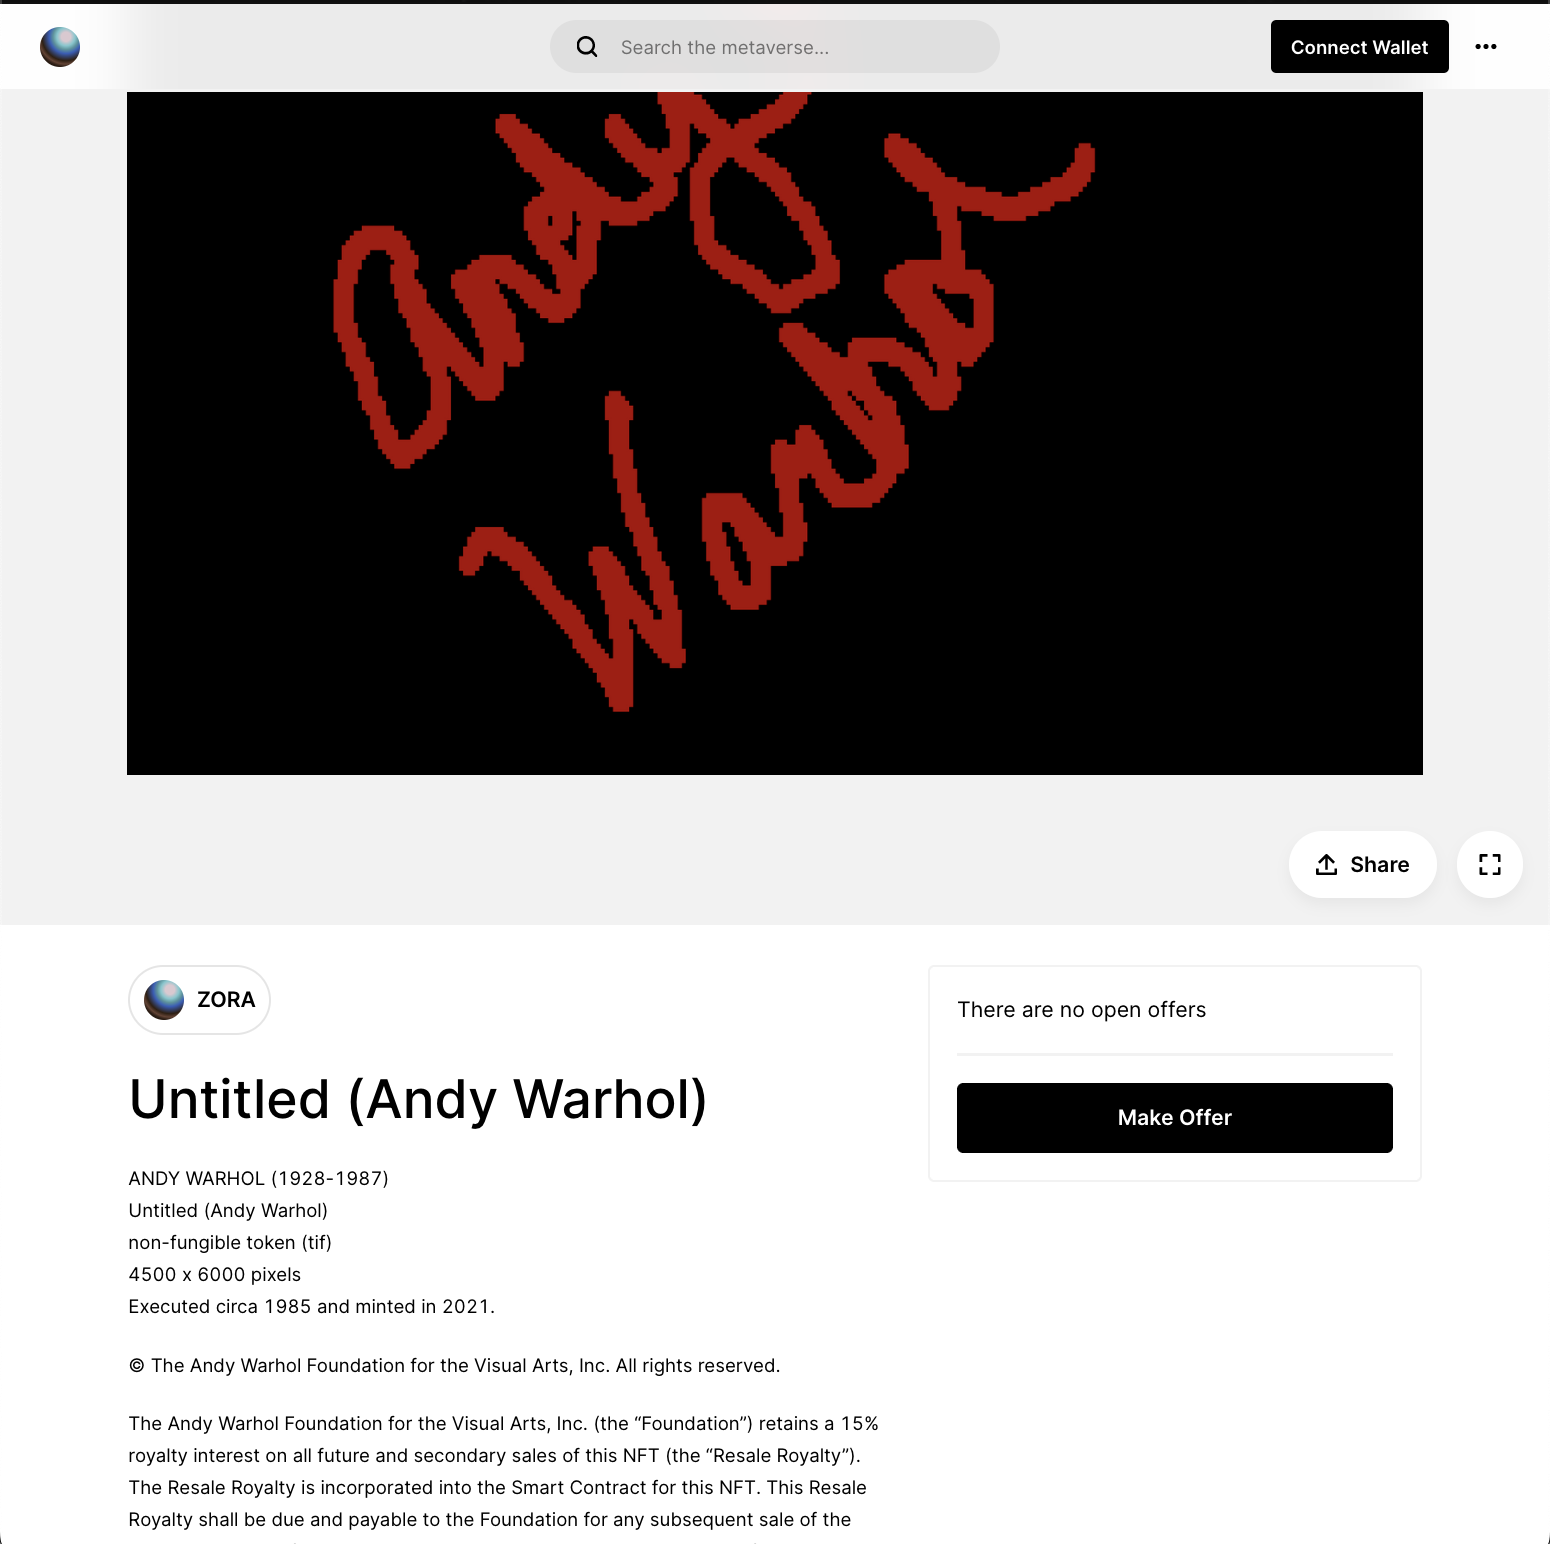 Search the metaverse...
Connect Wallet
Andy
Warhol
Share
ZORA
Untitled (Andy Warhol)
ANDY WARHOL (1928-1987)
Untitled (Andy Warhol)
non-fungible token (tif)
4500 x 6000 pixels
Executed circa 1985 and minted in 2021.
© The Andy Warhol Foundation for the Visual Arts, Inc. All rights reserved.
The Andy Warhol Foundation for the Visual Arts, Inc. (the “Foundation”) retains a 15%
royalty interest on all future and secondary sales of this NFT (the “Resale Royalty”).
The Resale Royalty is incorporated into the Smart Contract for this NFT. This Resale
Royalty shall be due and payable to the Foundation for any subsequent sale of the
There are no open offers
Make Offer